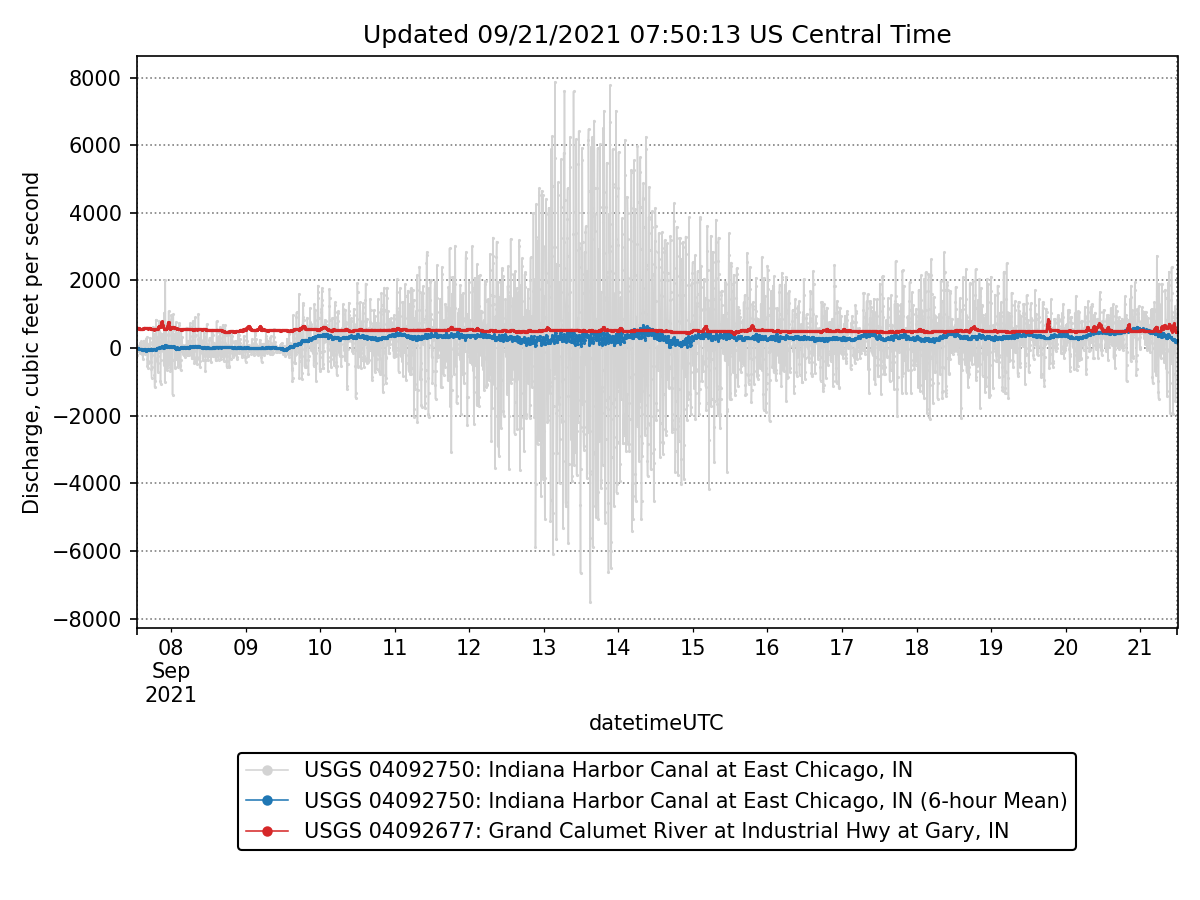 Updated 09/21/2021 07:50:13 US Central Time
Discharge, cubic feet per second
8000
6000
4000
2000
0
−2000
−4000
−6000
−8000
08 09 10 11 12 13 14 15 16 17 18 19 20 21
Sep
2021
datetimeUTC
USGS 04092750: Indiana Harbor Canal at East Chicago, IN
USGS 04092750: Indiana Harbor Canal at East Chicago, IN (6-hour Mean)
USGS 04092677: Grand Calumet River at Industrial Hwy at Gary, IN